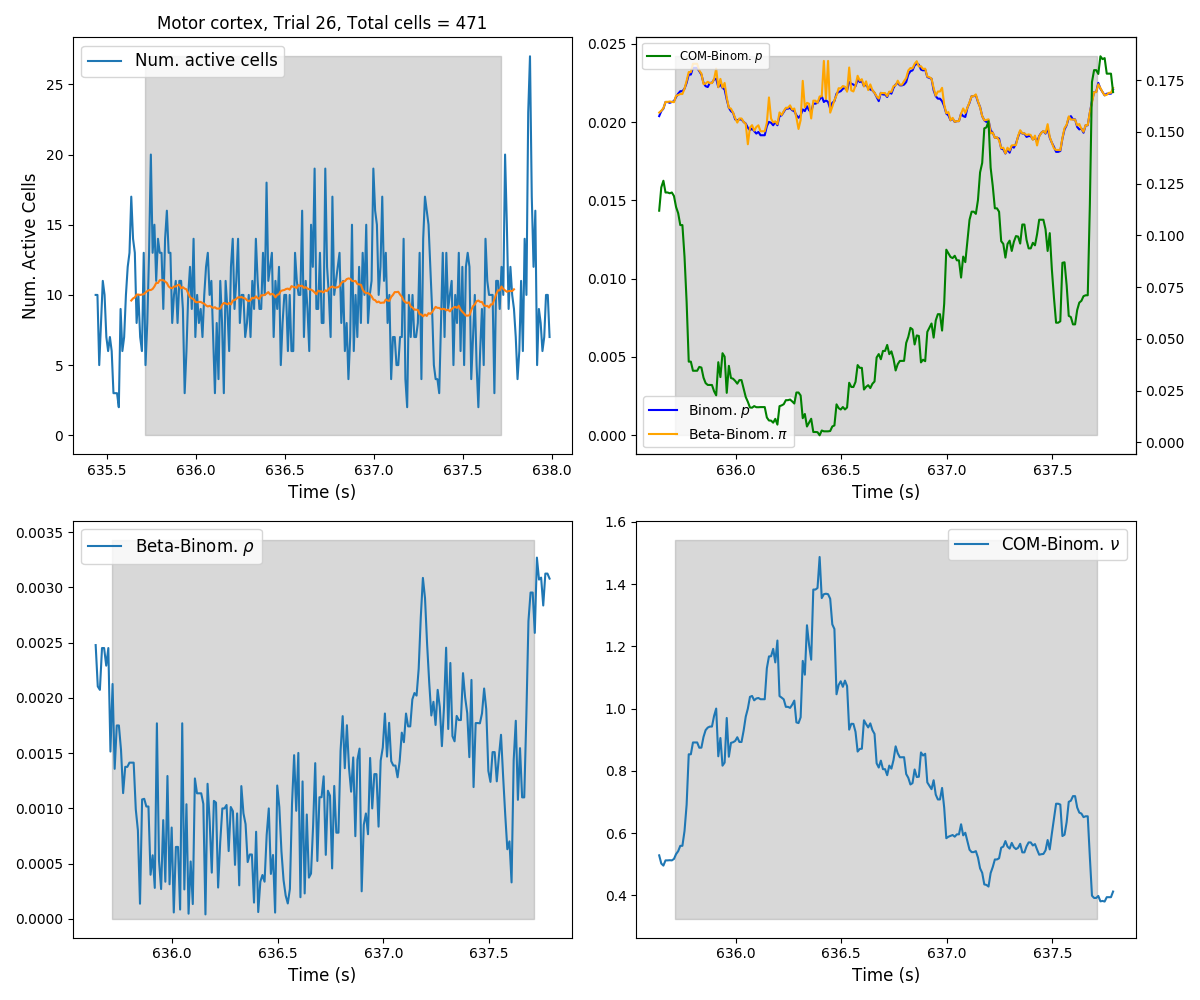 Motor cortex, Trial 26, Total cells = 471
Num. active cells
Num. Active Cells
25
20
15
10
5
0
635.5 636.0 636.5 637.0 637.5 638.0
Time (s)
COM-Binom. p
Binom. p
Beta-Binom. π
0.025
0.020
0.015
0.010
0.005
0.000
0.175
0.150
0.125
0.100
0.075
0.050
0.025
0.000
636.0 636.5 637.0 637.5
Time (s)
Beta-Binom. ρ
0.0035
0.0030
0.0025
0.0020
0.0015
0.0010
0.0005
0.0000
636.0 636.5 637.0 637.5
Time (s)
COM-Binom. ν
1.6
1.4
1.2
1.0
0.8
0.6
0.4
636.0 636.5 637.0 637.5
Time (s)